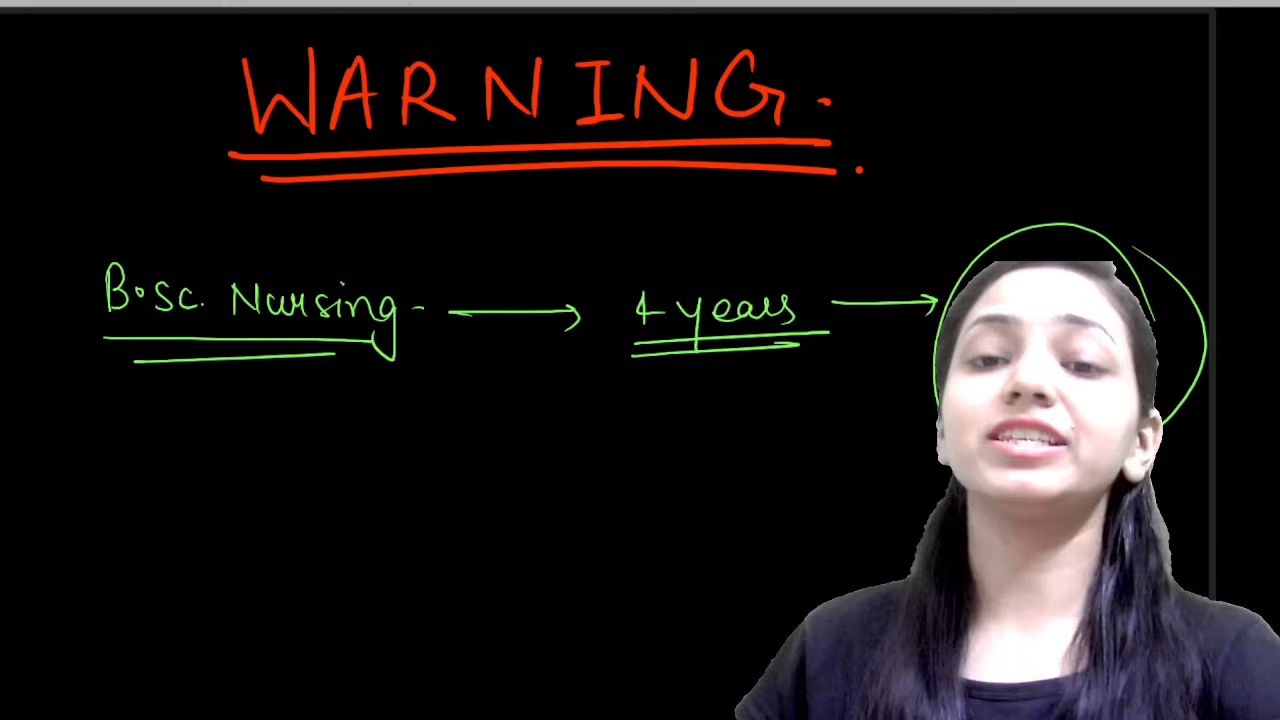 WARNING.
B.sc. Nursing - → 4 years →